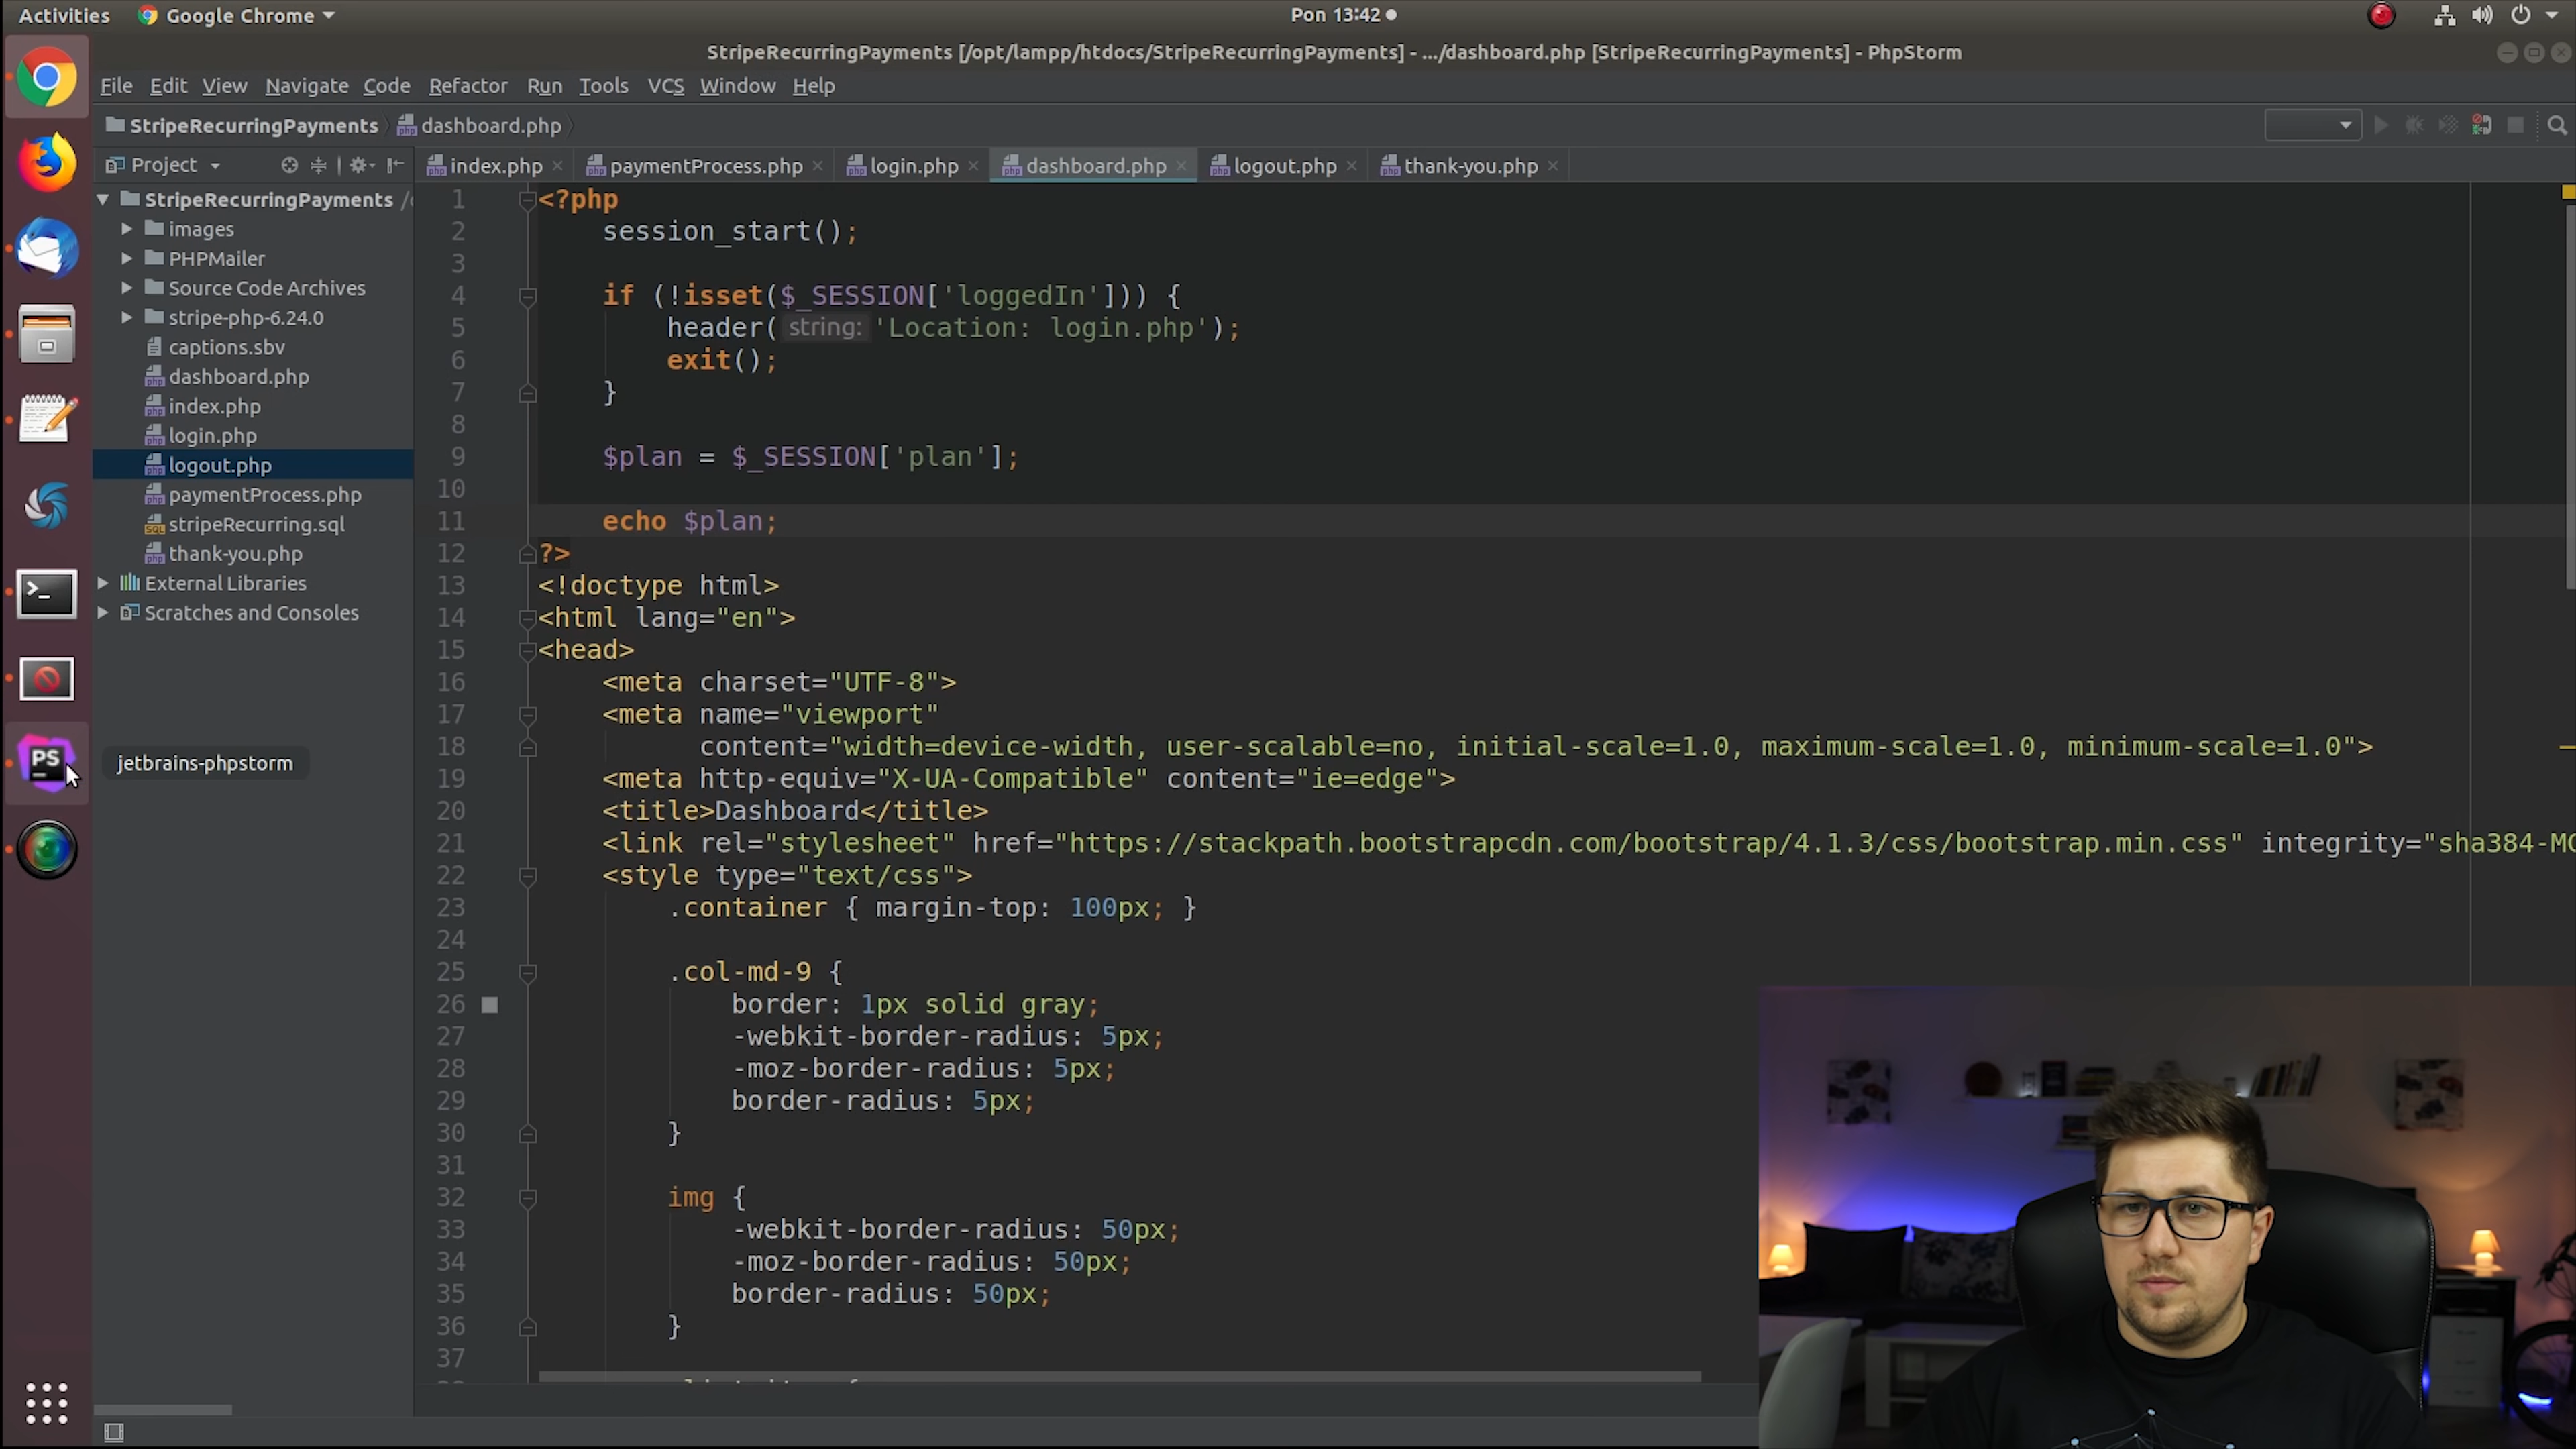 Activities Google Chrome Pon 13:42
StripeRecurringPayments [/opt/lampp/htdocs/StripeRecurringPayments] - .../dashboard.php [StripeRecurringPayments] - PhpStorm
File Edit View Navigate Code Refactor Run Tools VCS Window Help
StripeRecurringPayments dashboard.php
Project
index.php paymentProcess.php login.php dashboard.php logout.php thank-you.php
StripeRecurringPayments
images
PHPMailer
Source Code Archives
stripe-php-6.24.0
captions.sbv
dashboard.php
index.php
login.php
logout.php
paymentProcess.php
stripeRecurring.sql
thank-you.php
External Libraries
Scratches and Consoles
PS
jetbrains-phpstorm
1 <?php
2 session_start();
3
4 if (!isset($_SESSION['loggedIn'])) {
5 header( string: 'Location: login.php');
6 exit();
7 }
8
9 $plan = $_SESSION['plan'];
10
11 echo $plan;
12 ?>
13 <!doctype html>
14 <html lang="en">
15 <head>
16 <meta charset="UTF-8">
17 <meta name="viewport"
18 content="width=device-width, user-scalable=no, initial-scale=1.0, maximum-scale=1.0, minimum-scale=1.0">
19 <meta http-equiv="X-UA-Compatible" content="ie=edge">
20 <title>Dashboard</title>
21 <link rel="stylesheet" href="https://stackpath.bootstrapcdn.com/bootstrap/4.1.3/css/bootstrap.min.css" integrity="sha384-MC
22 <style type="text/css">
23 .container { margin-top: 100px; }
24
25 .col-md-9 {
26 border: 1px solid gray;
27 -webkit-border-radius: 5px;
28 -moz-border-radius: 5px;
29 border-radius: 5px;
30 }
31
32 img {
33 -webkit-border-radius: 50px;
34 -moz-border-radius: 50px;
35 border-radius: 50px;
36 }
37